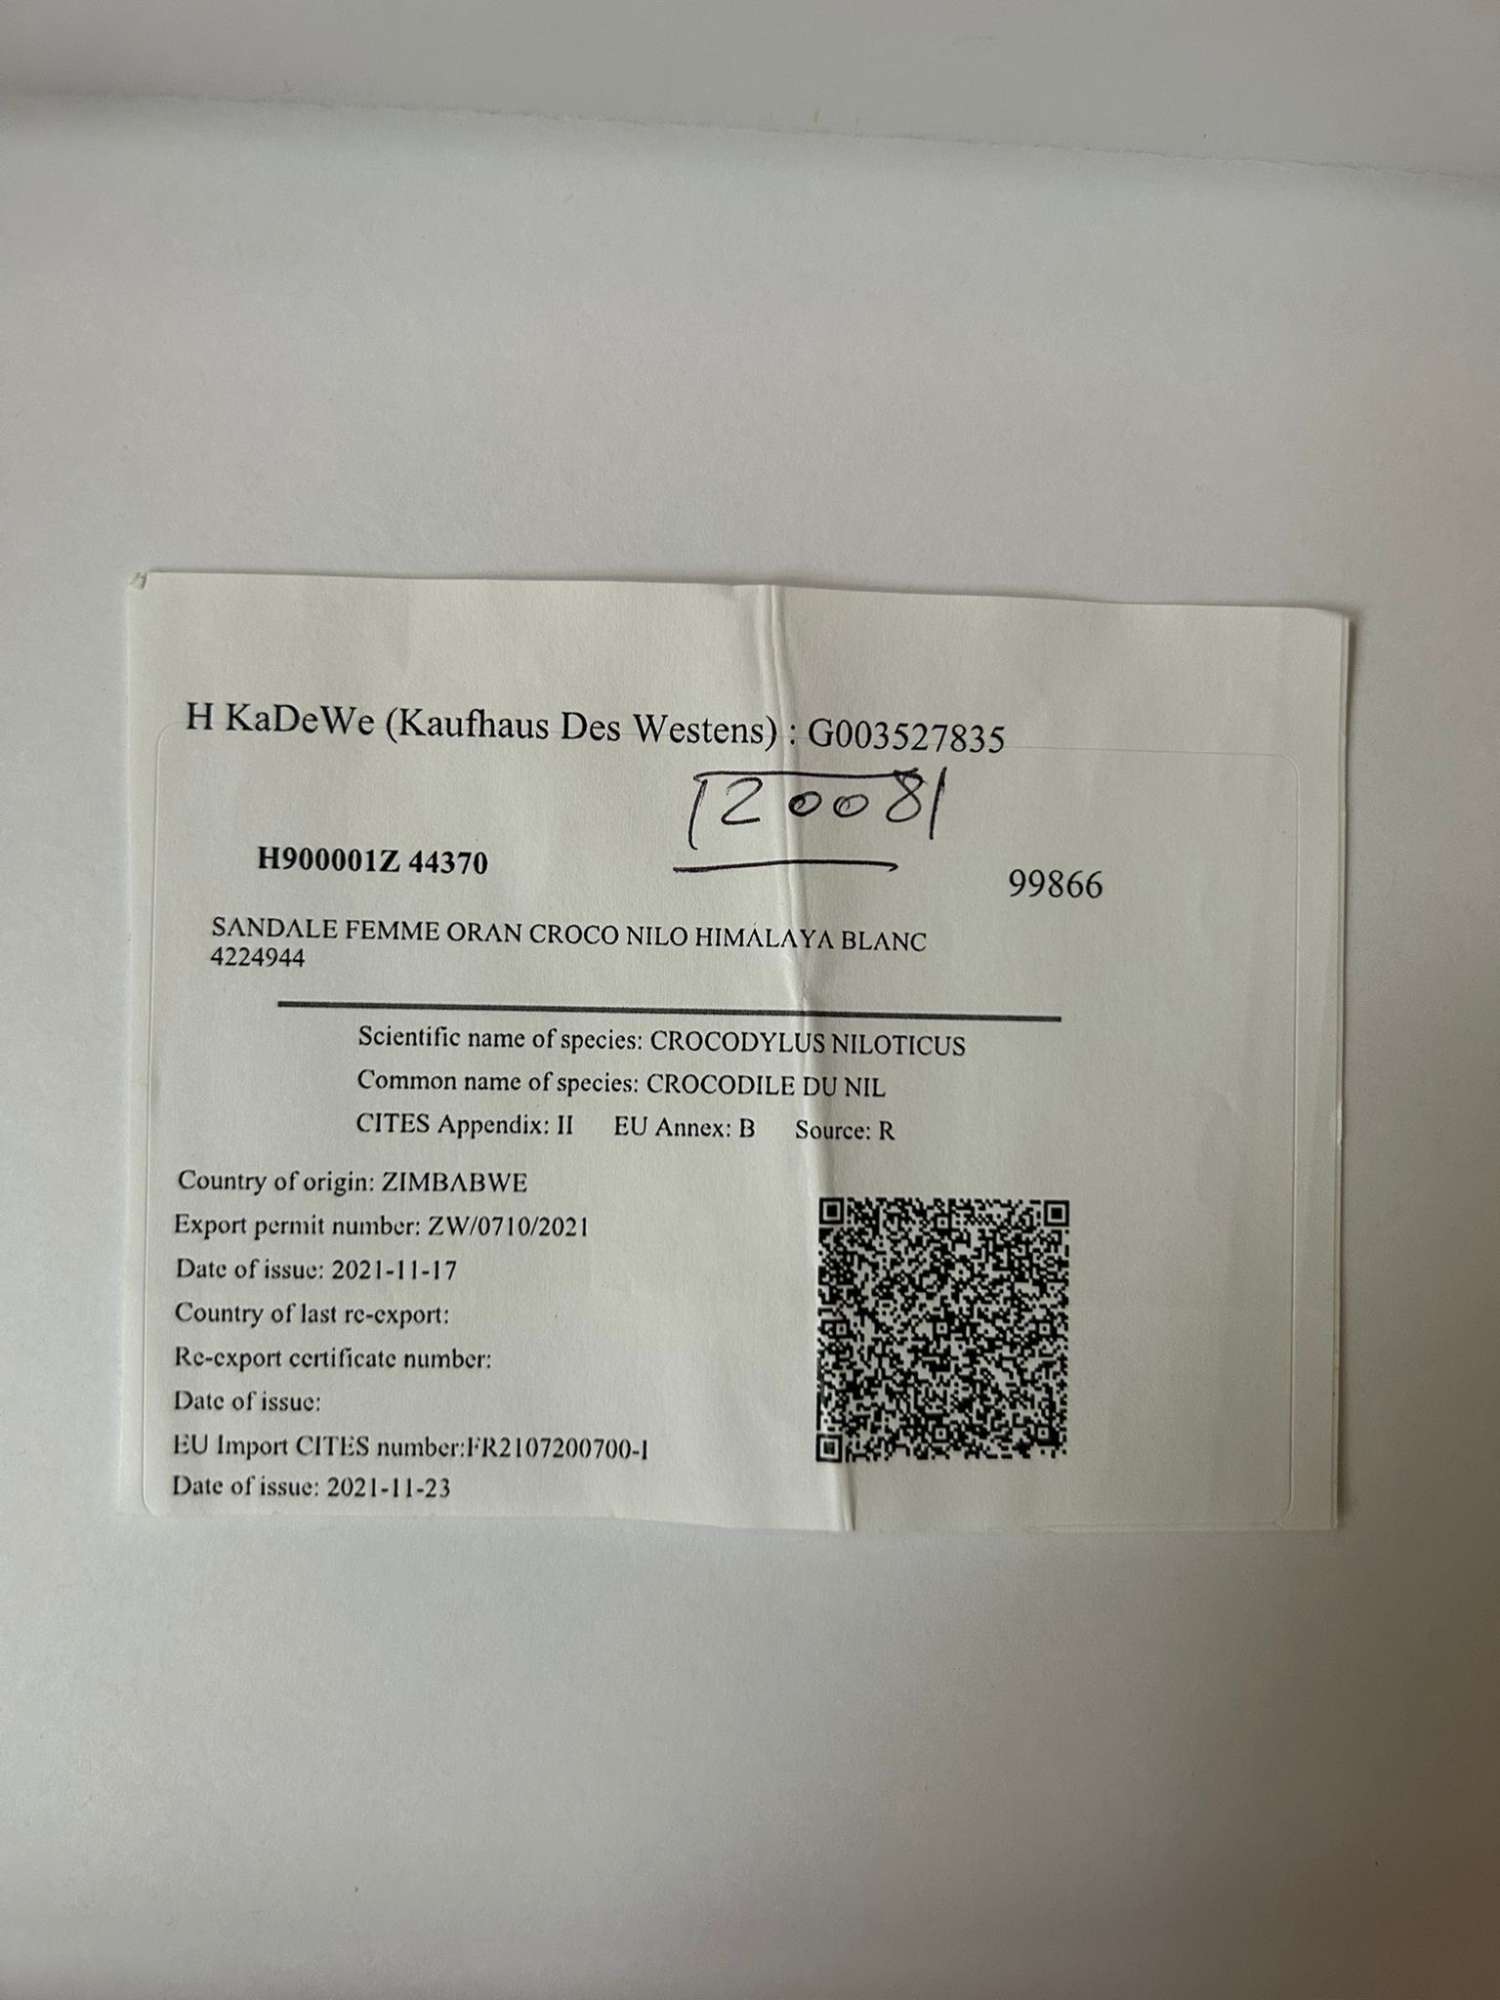 H KaDeWe (Kaufhaus Des Westens) : G003527835
12008
H900001Z 44370
99866
SANDALE FEMME ORAN CROCO NILO HIMALAYA BLANC
4224944
Scientific name of species: CROCODYLUS NILOTICUS
Common name of species: CROCODILE DU NIL
CITES Appendix: II EU Annex: B Source: R
Country of origin: ZIMBABWE
Export permit number: ZW/0710/2021
Date of issue: 2021-11-17
Country of last re-export:
Re-export certificate number:
Date of issue:
EU Import CITES number:FR2107200700-I
Date of issue: 2021-11-23